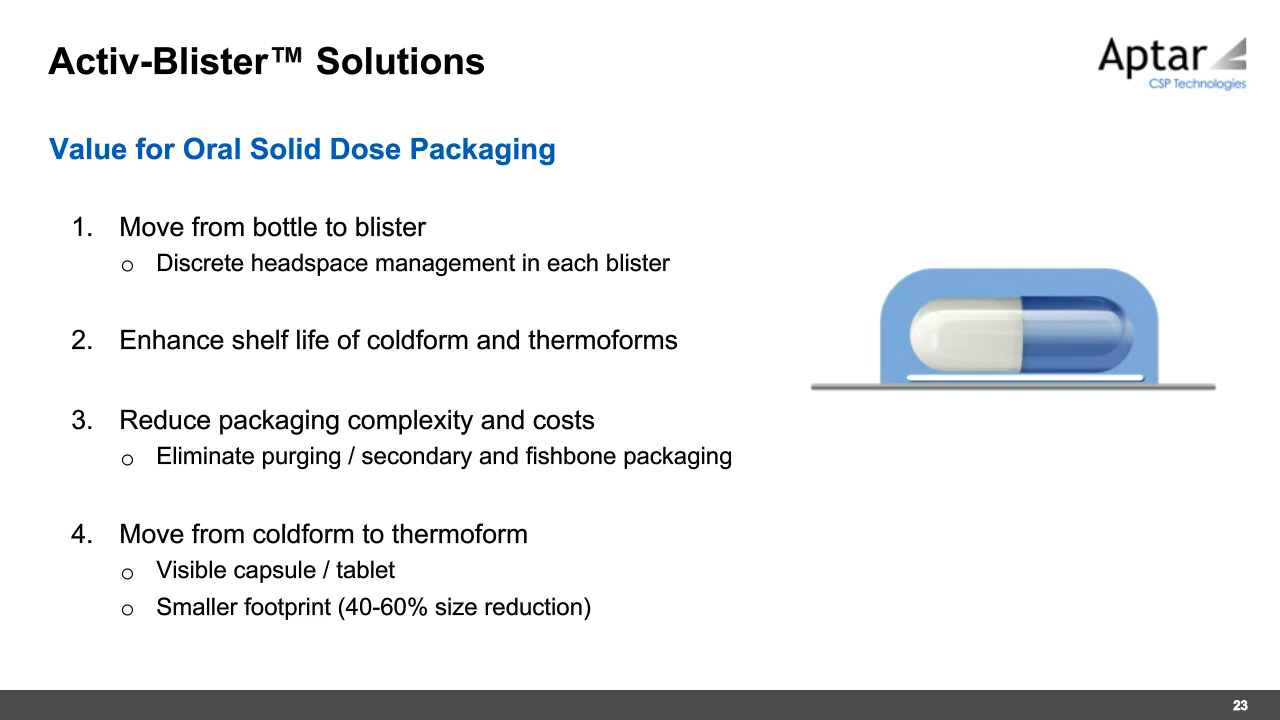 Activ-Blister™ Solutions
Aptar
CSP Technologies
Value for Oral Solid Dose Packaging
1. Move from bottle to blister
o Discrete headspace management in each blister
2. Enhance shelf life of coldform and thermoforms
3. Reduce packaging complexity and costs
o Eliminate purging / secondary and fishbone packaging
4. Move from coldform to thermoform
o Visible capsule / tablet
o Smaller footprint (40-60% size reduction)
23